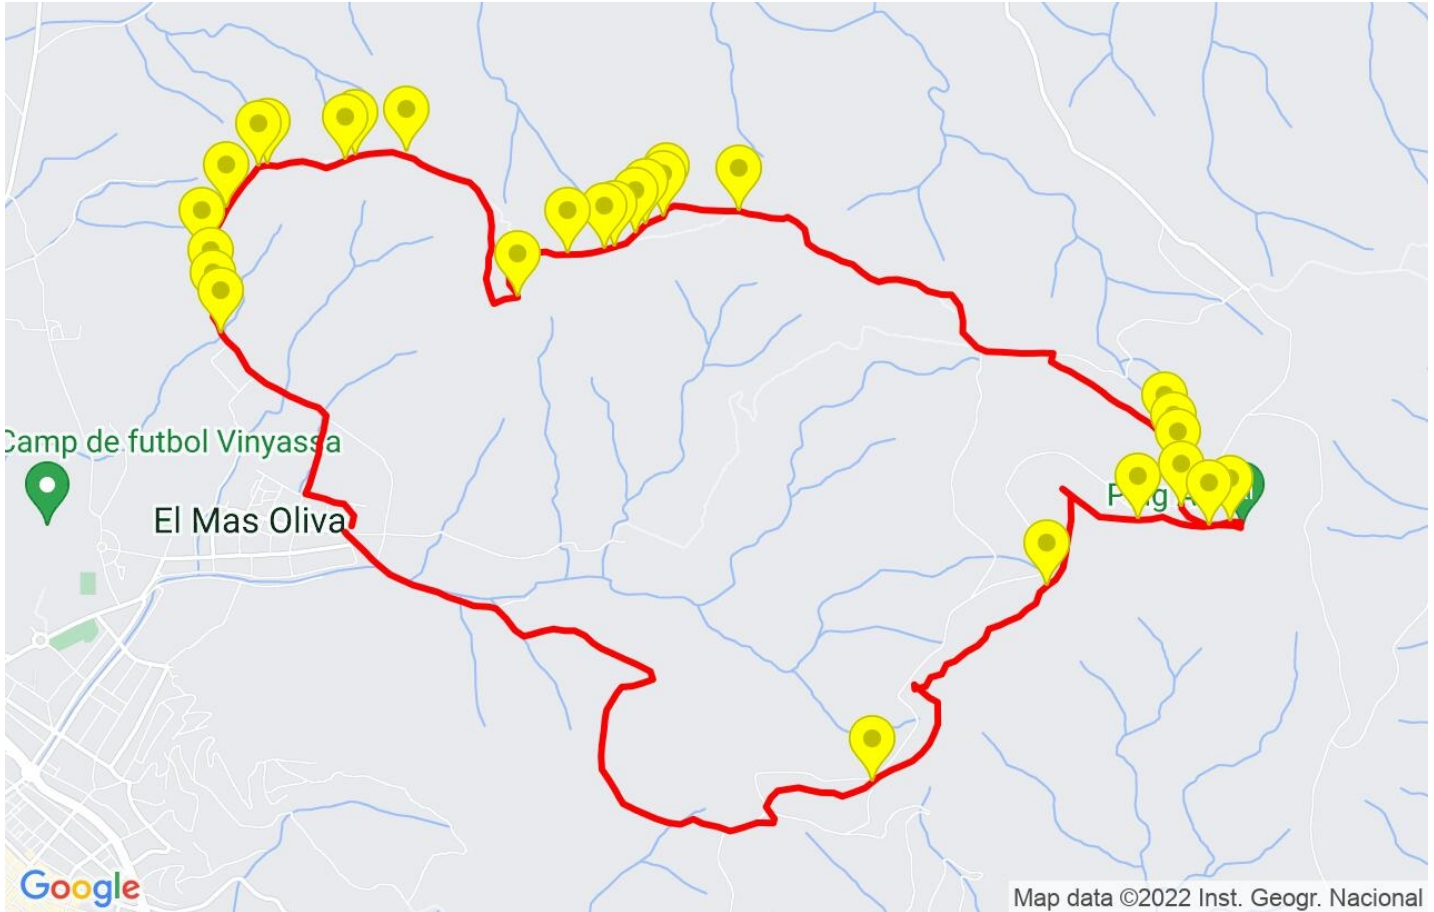 Camp de futbol Vinyassa
El Mas Oliva
Google
Map data ©2022 Inst. Geogr. Nacional